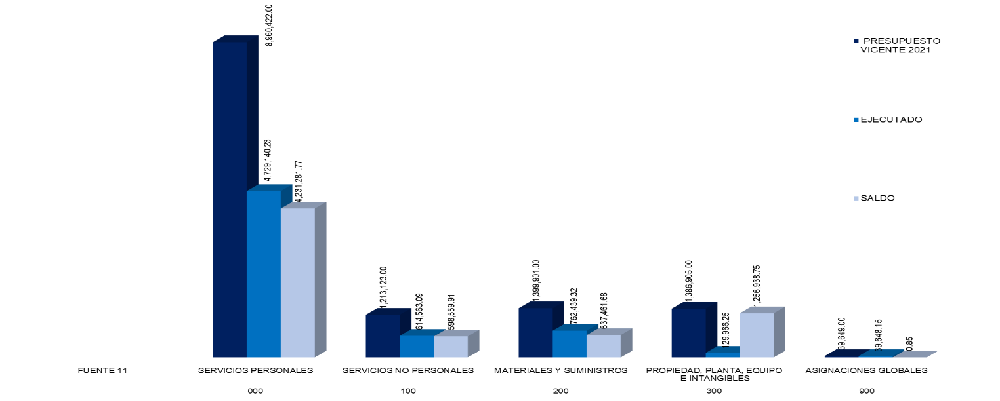 8,960,422.00
4,729,140.23
4,231,281.77
1,213,123.00
614,563.09
598,559.91
1,399,901.00
762,439.32
637,461.68
1,386,905.00
129,966.25
1,256,938.75
39,649.00
39,648.15
0.85
PRESUPUESTO
VIGENTE 2021
EJECUTADO
SALDO
FUENTE 11
SERVICIOS PERSONALES
SERVICIOS NO PERSONALES
MATERIALES Y SUMINISTROS
PROPIEDAD, PLANTA, EQUIPO
E INTANGIBLES
ASIGNACIONES GLOBALES
000
100
200
300
900